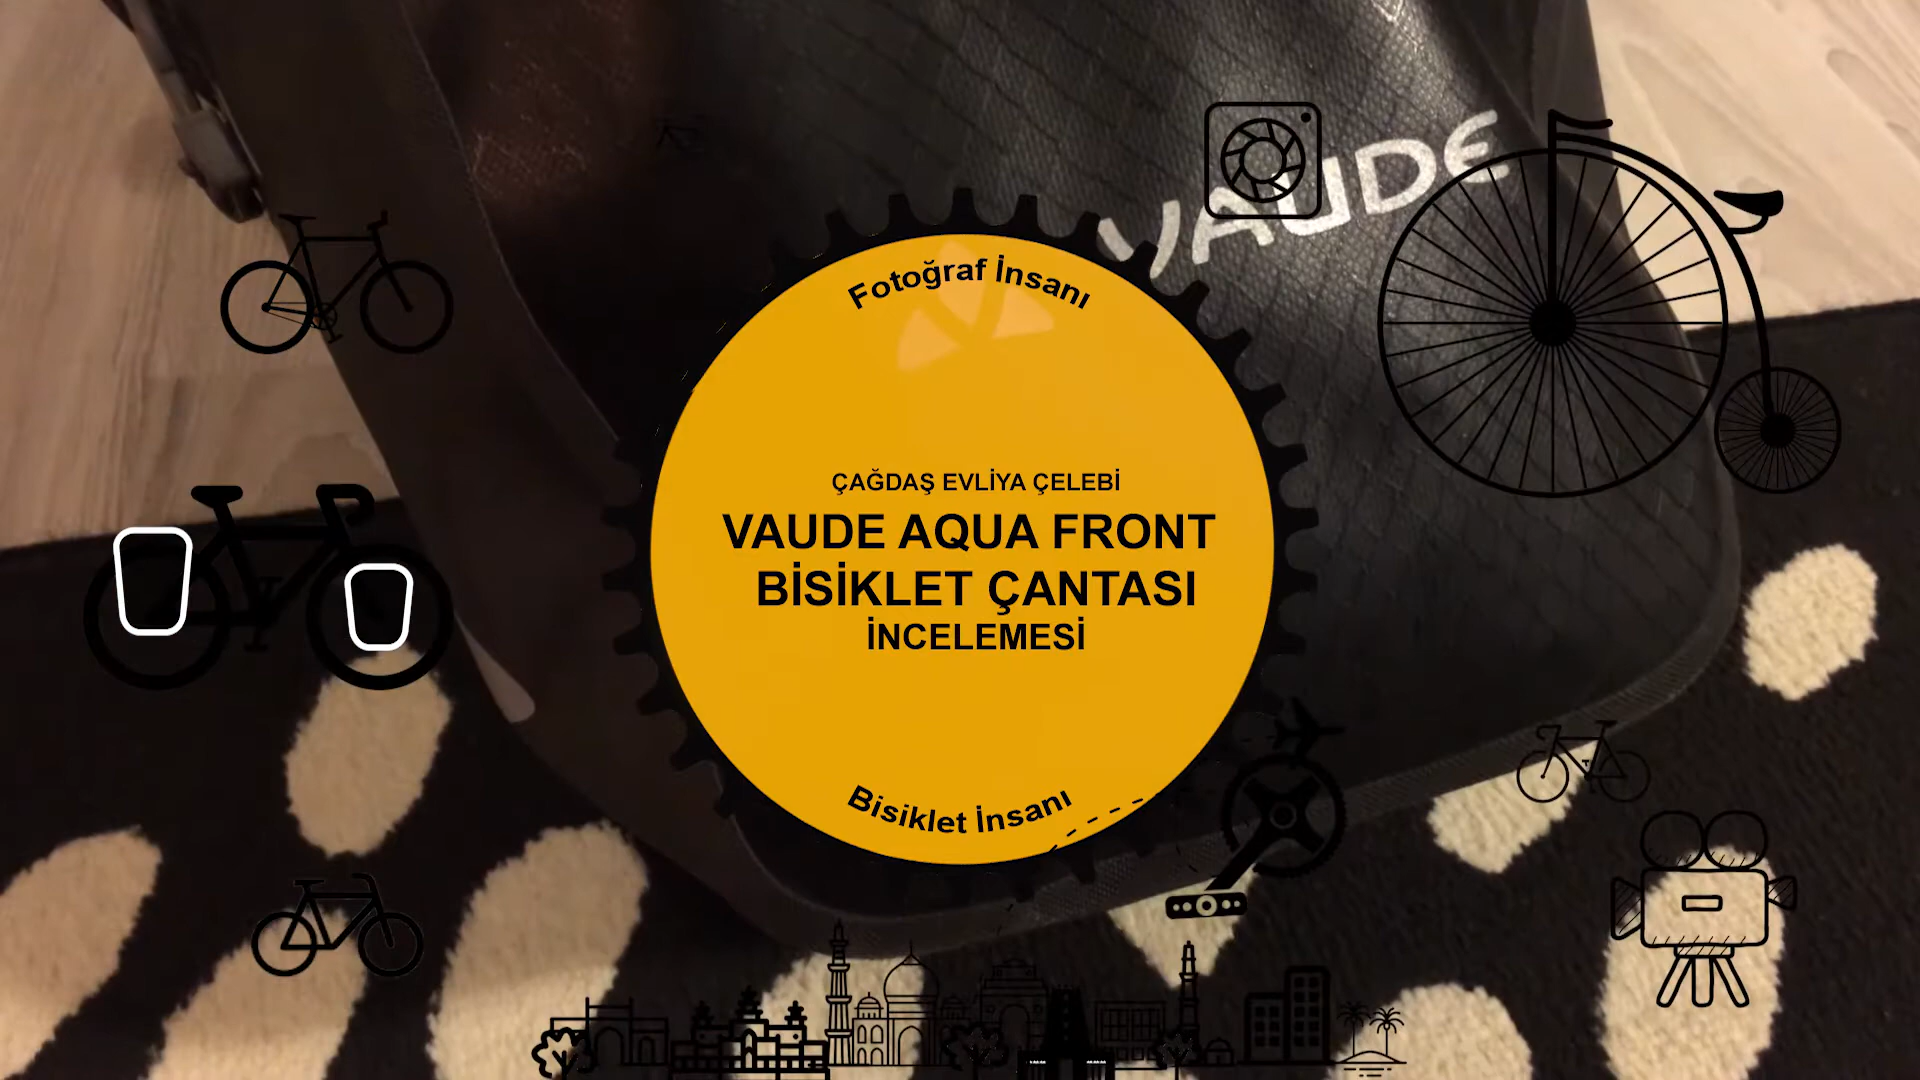 VAUDE
Fotoğraf İnsanı
ÇAĞDAŞ EVLİYA ÇELEBİ
VAUDE AQUA FRONT
BİSİKLET ÇANTASI
İNCELEMESİ
Bisiklet İnsanı